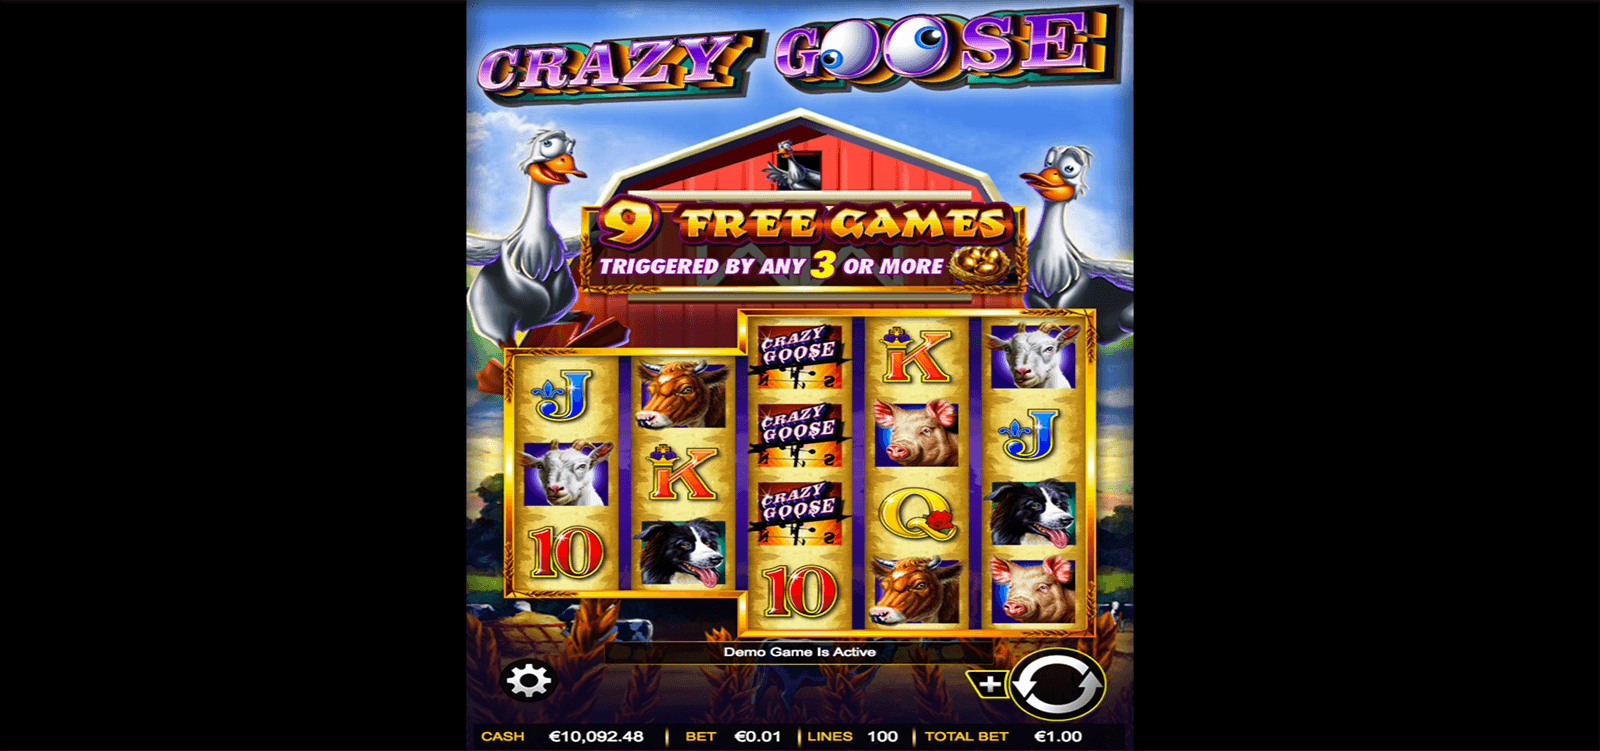 CRAZY GOOSE
9 FREE GAMES
TRIGGERED BY ANY 3 OR MORE
CRAZY GOOSE
K
J
CRAZY GOOSE
J
K
CRAZY GOOSE
Q
10
10
Demo Game Is Active
+
CASH €10,092.48 BET €0.01 LINES 100 TOTAL BET €1.00